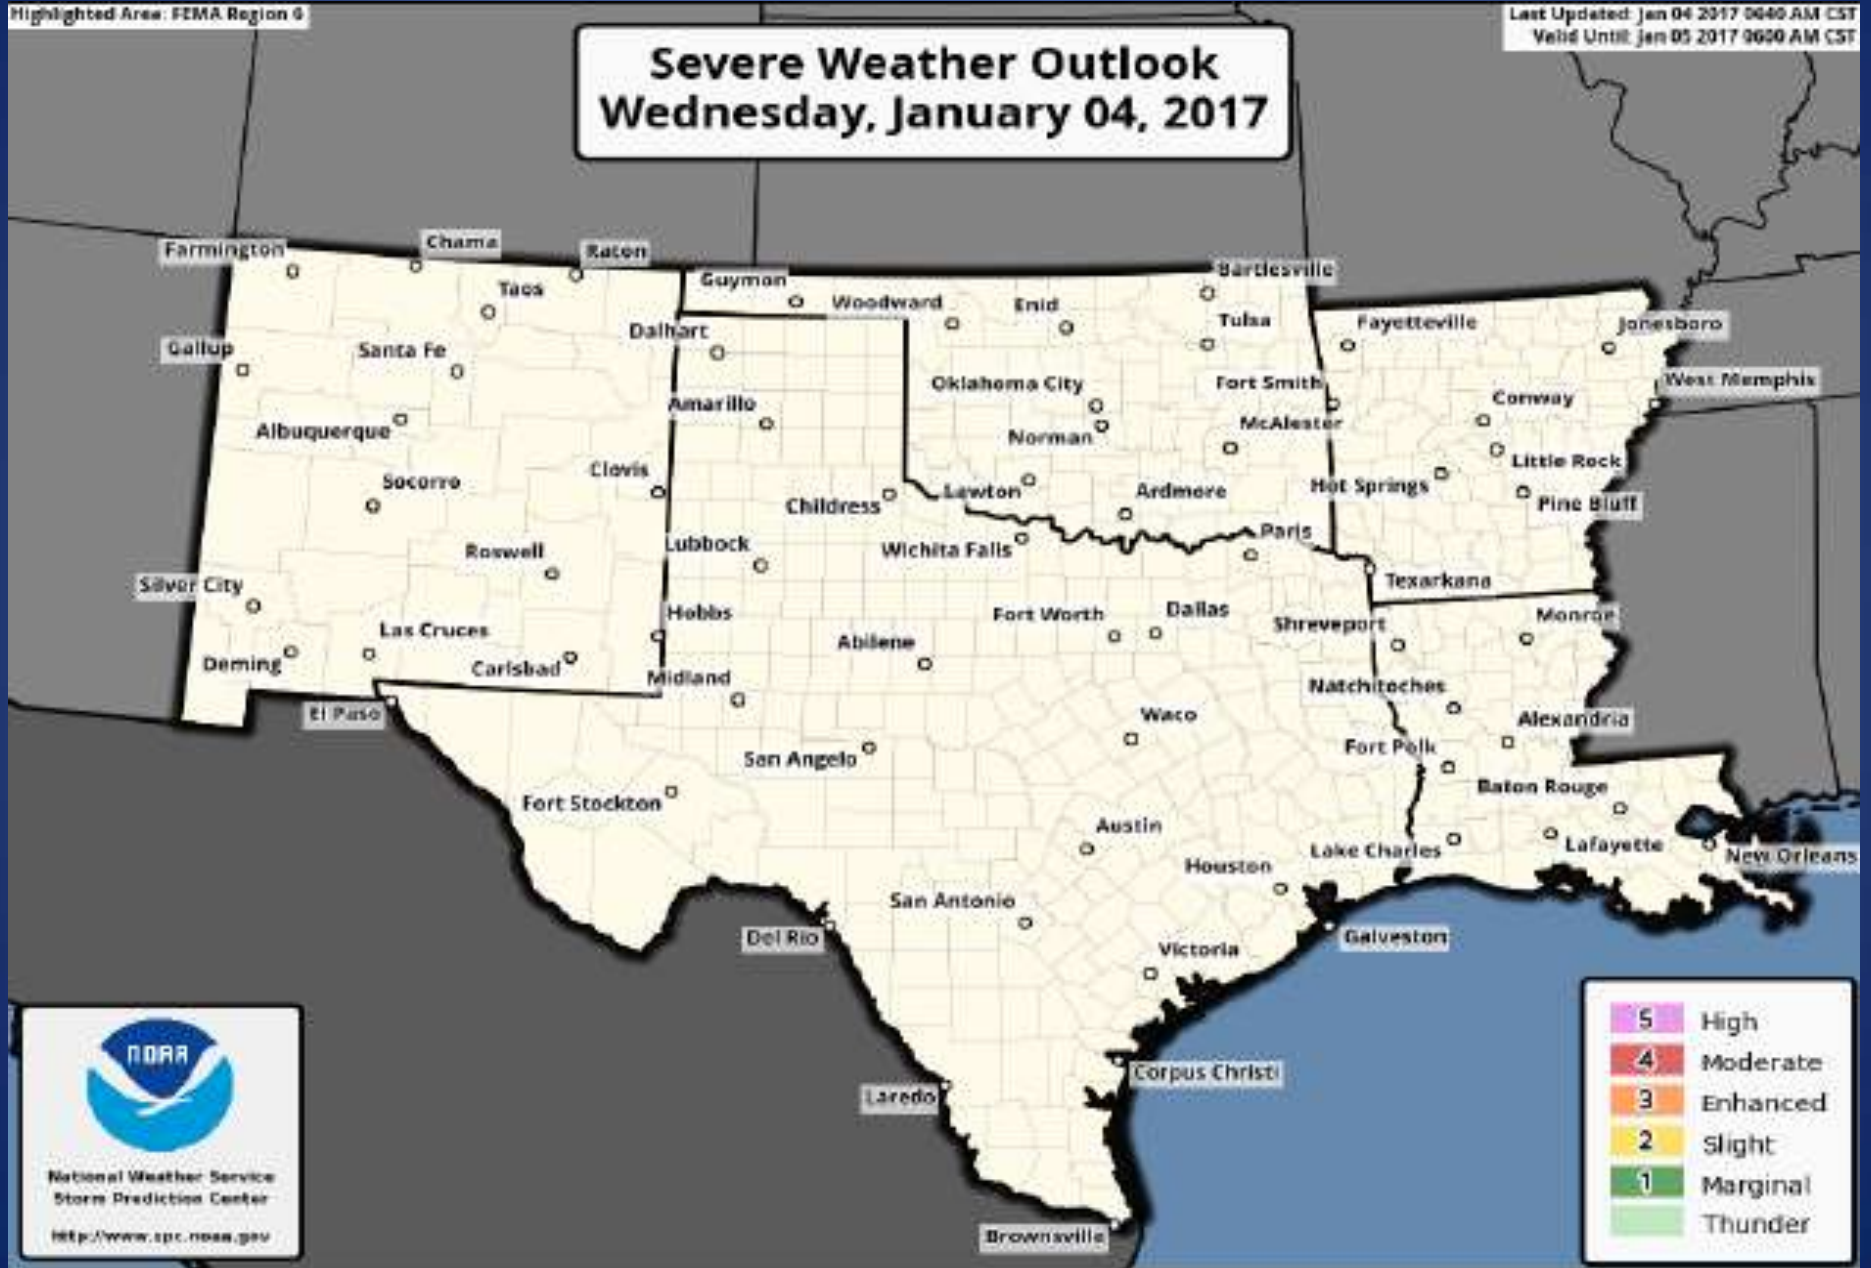 Highlighted Area: FEMA Region 6
Last Updated: Jan 04 2017 0640 AM CST
Valid Until: Jan 05 2017 0600 AM CST
Severe Weather Outlook
Wednesday, January 04, 2017
Farmington
Chama
Raton
Taos
Guymon
Woodward
Enid
Bartlesville
Tulsa
Fayetteville
Jonesboro
Gallup
Santa Fe
Dalhart
Oklahoma City
Fort Smith
Conway
West Memphis
Albuquerque
Amarillo
Norman
McAlester
Little Rock
Socorro
Clovis
Childress
Lawton
Ardmore
Hot Springs
Pine Bluff
Roswell
Lubbock
Wichita Falls
Paris
Texarkana
Silver City
Hobbs
Fort Worth
Dallas
Shreveport
Monroe
Las Cruces
Deming
Carlsbad
Midland
Abilene
Natchitoches
El Paso
San Angelo
Waco
Fort Polk
Alexandria
Fort Stockton
Austin
Baton Rouge
Houston
Lake Charles
Lafayette
New Orleans
San Antonio
Del Rio
Victoria
Galveston
Laredo
Corpus Christi
Brownsville
NOAA
National Weather Service
Storm Prediction Center
http://www.spc.noaa.gov
5 High
4 Moderate
3 Enhanced
2 Slight
1 Marginal
Thunder